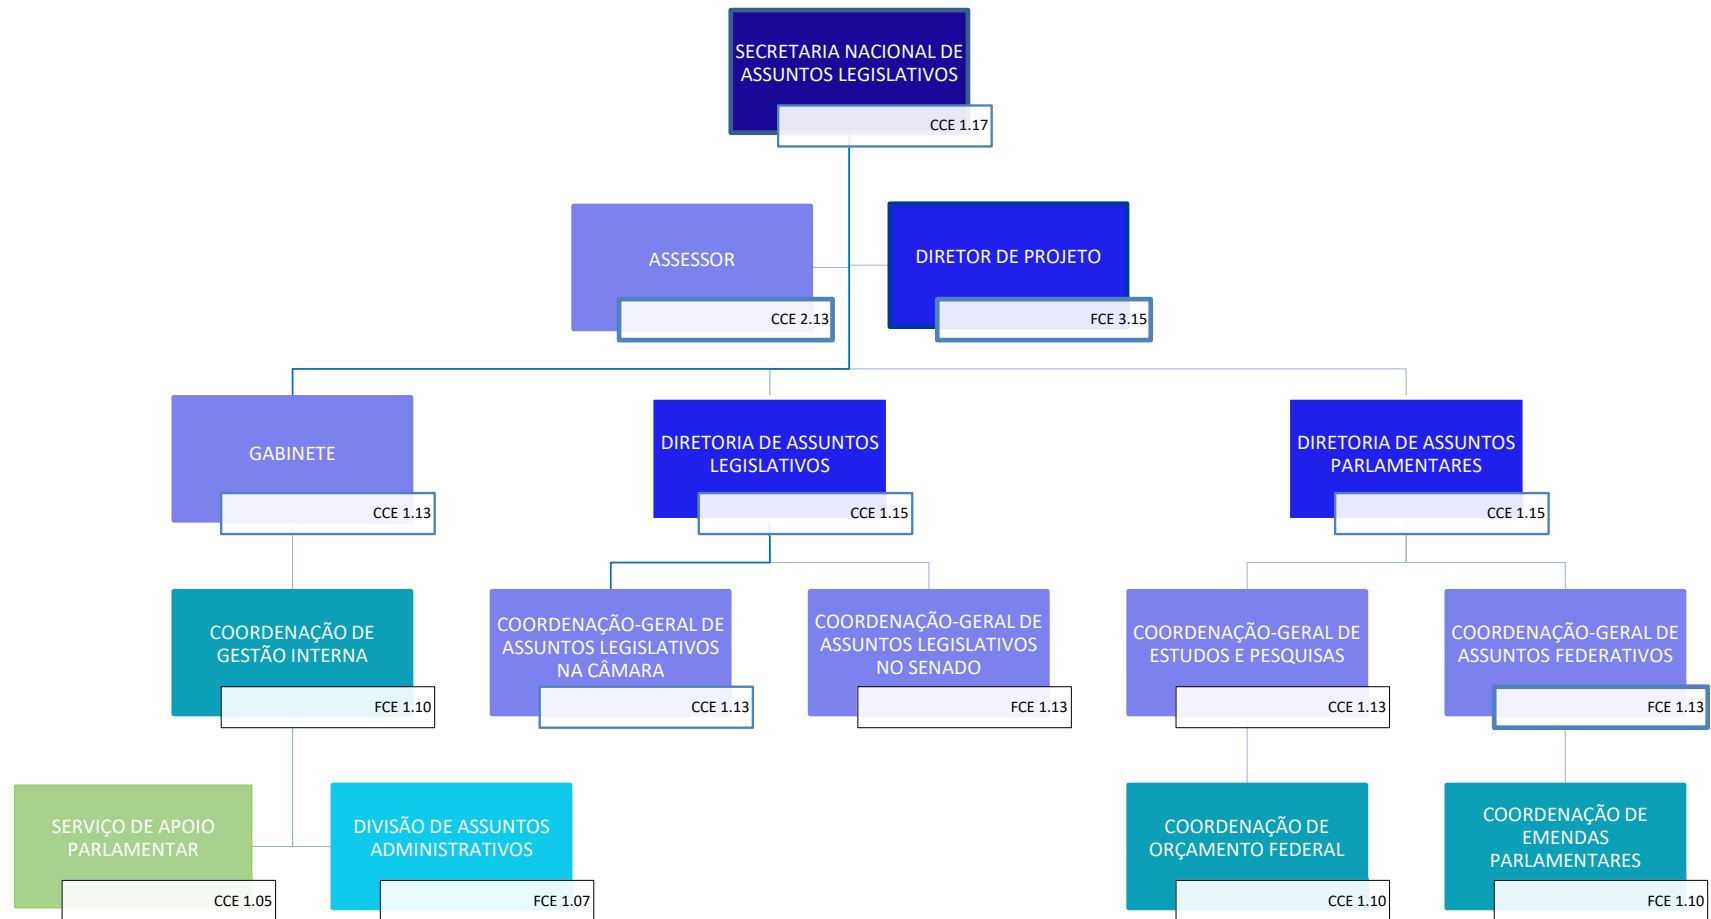 SECRETARIA NACIONAL DE
ASSUNTOS LEGISLATIVOS
CCE 1.17
ASSESSOR
CCE 2.13
DIRETOR DE PROJETO
FCE 3.15
GABINETE
CCE 1.13
DIRETORIA DE ASSUNTOS
LEGISLATIVOS
CCE 1.15
DIRETORIA DE ASSUNTOS
PARLAMENTARES
CCE 1.15
COORDENAÇÃO DE
GESTÃO INTERNA
FCE 1.10
COORDENAÇÃO-GERAL DE
ASSUNTOS LEGISLATIVOS
NA CÂMARA
CCE 1.13
COORDENAÇÃO-GERAL DE
ASSUNTOS LEGISLATIVOS
NO SENADO
FCE 1.13
COORDENAÇÃO-GERAL DE
ESTUDOS E PESQUISAS
CCE 1.13
COORDENAÇÃO-GERAL DE
ASSUNTOS FEDERATIVOS
FCE 1.13
SERVIÇO DE APOIO
PARLAMENTAR
CCE 1.05
DIVISÃO DE ASSUNTOS
ADMINISTRATIVOS
FCE 1.07
COORDENAÇÃO DE
ORÇAMENTO FEDERAL
CCE 1.10
COORDENAÇÃO DE
EMENDAS
PARLAMENTARES
FCE 1.10